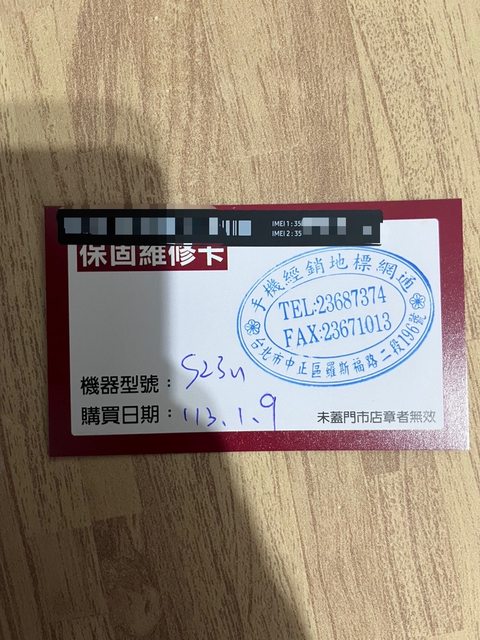 IMEI 1 : 35
IMEI 2 : 35
保固維修卡
手機經銷地標網通
TEL:23687374
FAX:23671013
台北市中正區羅斯福路二段196號
機器型號：S23u
購買日期：113.1.9
未蓋門市店章者無效